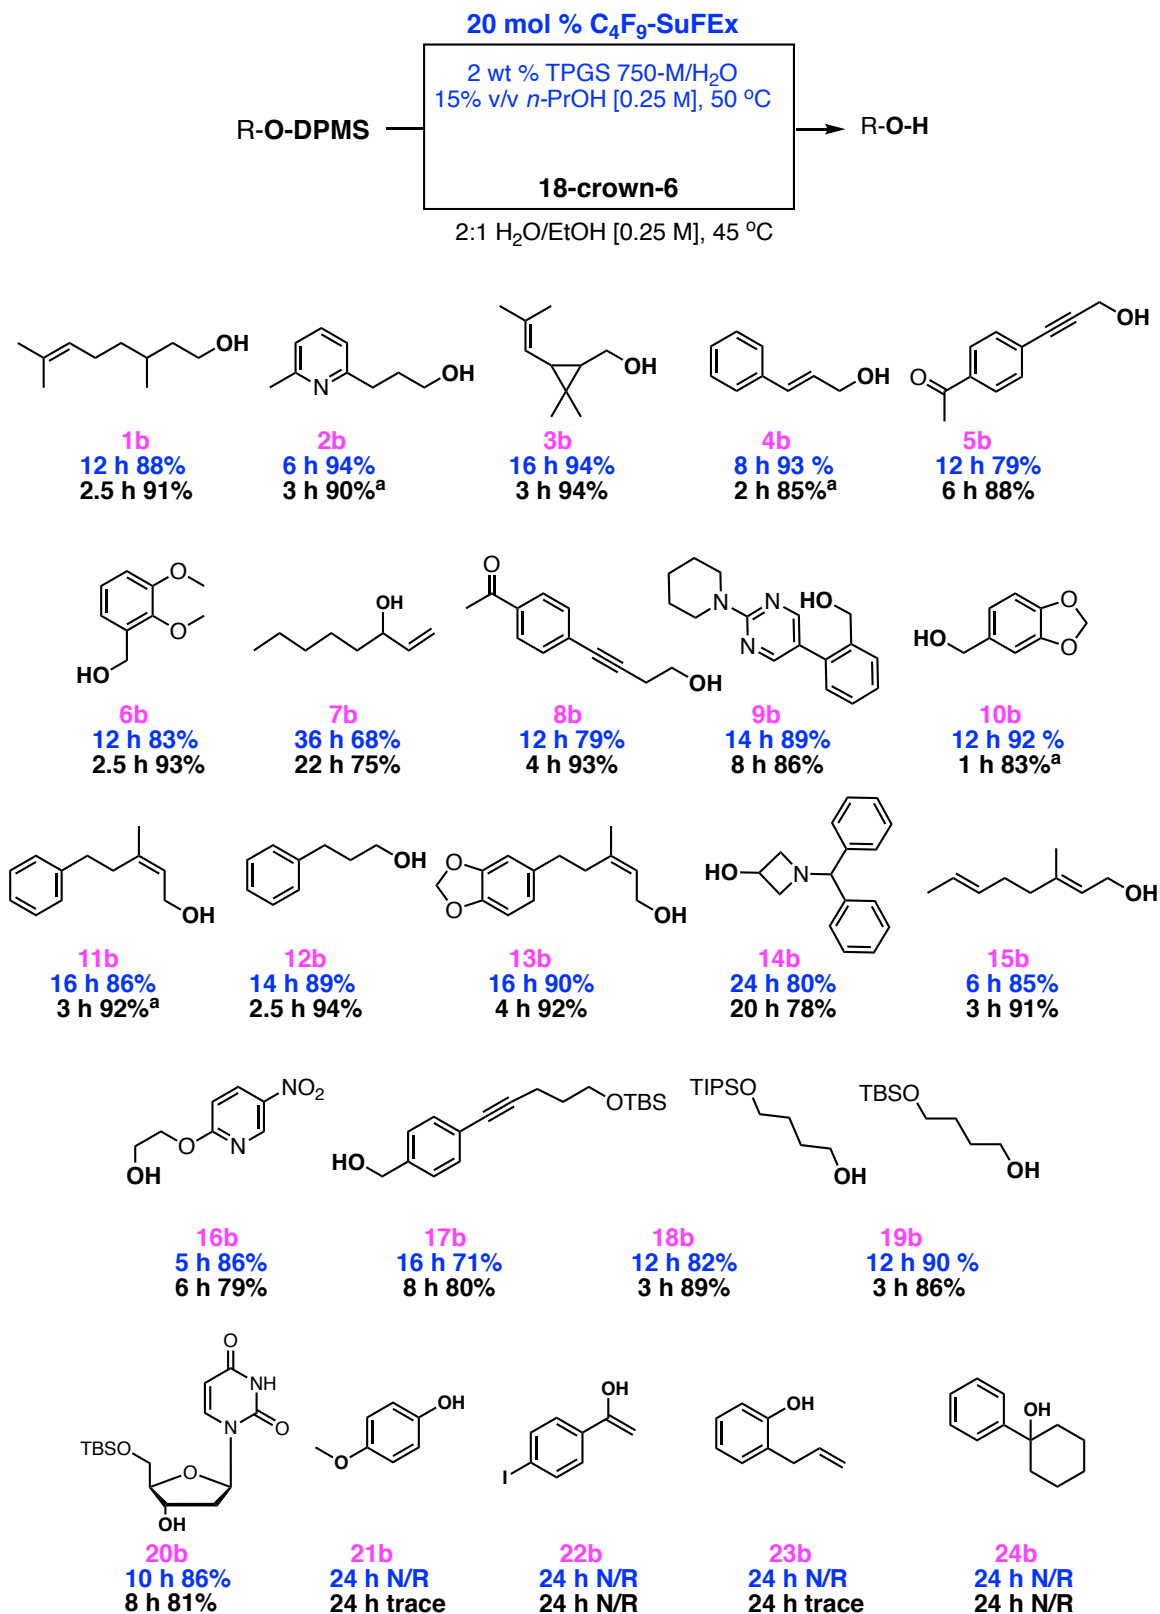 20 mol % C₄F₉-SuFEx
2 wt % TPGS 750-M/H₂O
15% v/v n-PrOH [0.25 M], 50 °C
R-O-DPMS
R-O-H
18-crown-6
2:1 H₂O/EtOH [0.25 M], 45 °C
OH
N
OH
OH
OH
O
OH
1b
12 h 88%
2.5 h 91%
2b
6 h 94%
3 h 90%ᵃ
3b
16 h 94%
3 h 94%
4b
8 h 93 %
2 h 85%ᵃ
5b
12 h 79%
6 h 88%
O
O
HO
OH
O
OH
N
N
N
HO
HO
O
O
6b
12 h 83%
2.5 h 93%
7b
36 h 68%
22 h 75%
8b
12 h 79%
4 h 93%
9b
14 h 89%
8 h 86%
10b
12 h 92 %
1 h 83%ᵃ
OH
OH
O
O
OH
HO
N
OH
11b
16 h 86%
3 h 92%ᵃ
12b
14 h 89%
2.5 h 94%
13b
16 h 90%
4 h 92%
14b
24 h 80%
20 h 78%
15b
6 h 85%
3 h 91%
NO₂
N
O
OH
OTBS
HO
TIPSO
OH
TBSO
OH
16b
5 h 86%
6 h 79%
17b
16 h 71%
8 h 80%
18b
12 h 82%
3 h 89%
19b
12 h 90 %
3 h 86%
O
NH
N
O
TBSO
O
OH
OH
O
OH
I
OH
OH
20b
10 h 86%
8 h 81%
21b
24 h N/R
24 h trace
22b
24 h N/R
24 h N/R
23b
24 h N/R
24 h trace
24b
24 h N/R
24 h N/R